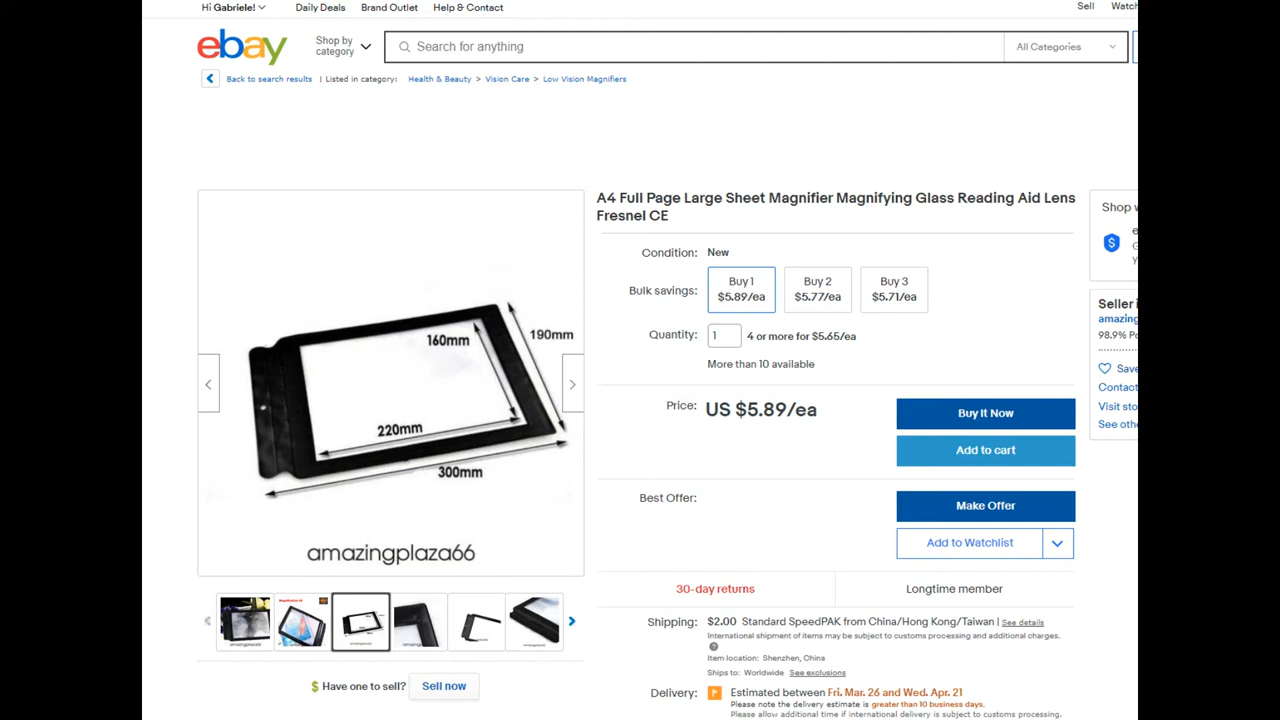 Hi Gabriele!
Daily Deals
Brand Outlet
Help & Contact
Sell
Watch
ebay
Shop by
category
Search for anything
All Categories
Back to search results | Listed in category: Health & Beauty > Vision Care > Low Vision Magnifiers
A4 Full Page Large Sheet Magnifier Magnifying Glass Reading Aid Lens
Fresnel CE
Shop w
Condition: New
Bulk savings:
Buy 1
$5.89/ea
Buy 2
$5.77/ea
Buy 3
$5.71/ea
Quantity: 1 4 or more for $5.65/ea
More than 10 available
Seller i
amazing
98.9% Po
Save
Contact
Visit sto
See othe
160mm
190mm
220mm
300mm
amazingplaza66
Price: US $5.89/ea
Buy It Now
Add to cart
Best Offer:
Make Offer
Add to Watchlist
30-day returns
Longtime member
Shipping: $2.00 Standard SpeedPAK from China/Hong Kong/Taiwan | See details
International shipment of items may be subject to customs processing and additional charges.
Item location: Shenzhen, China
Ships to: Worldwide See exclusions
Delivery: Estimated between Fri. Mar. 26 and Wed. Apr. 21
Please note the delivery estimate is greater than 10 business days.
Please allow additional time if international delivery is subject to customs processing.
$ Have one to sell? Sell now